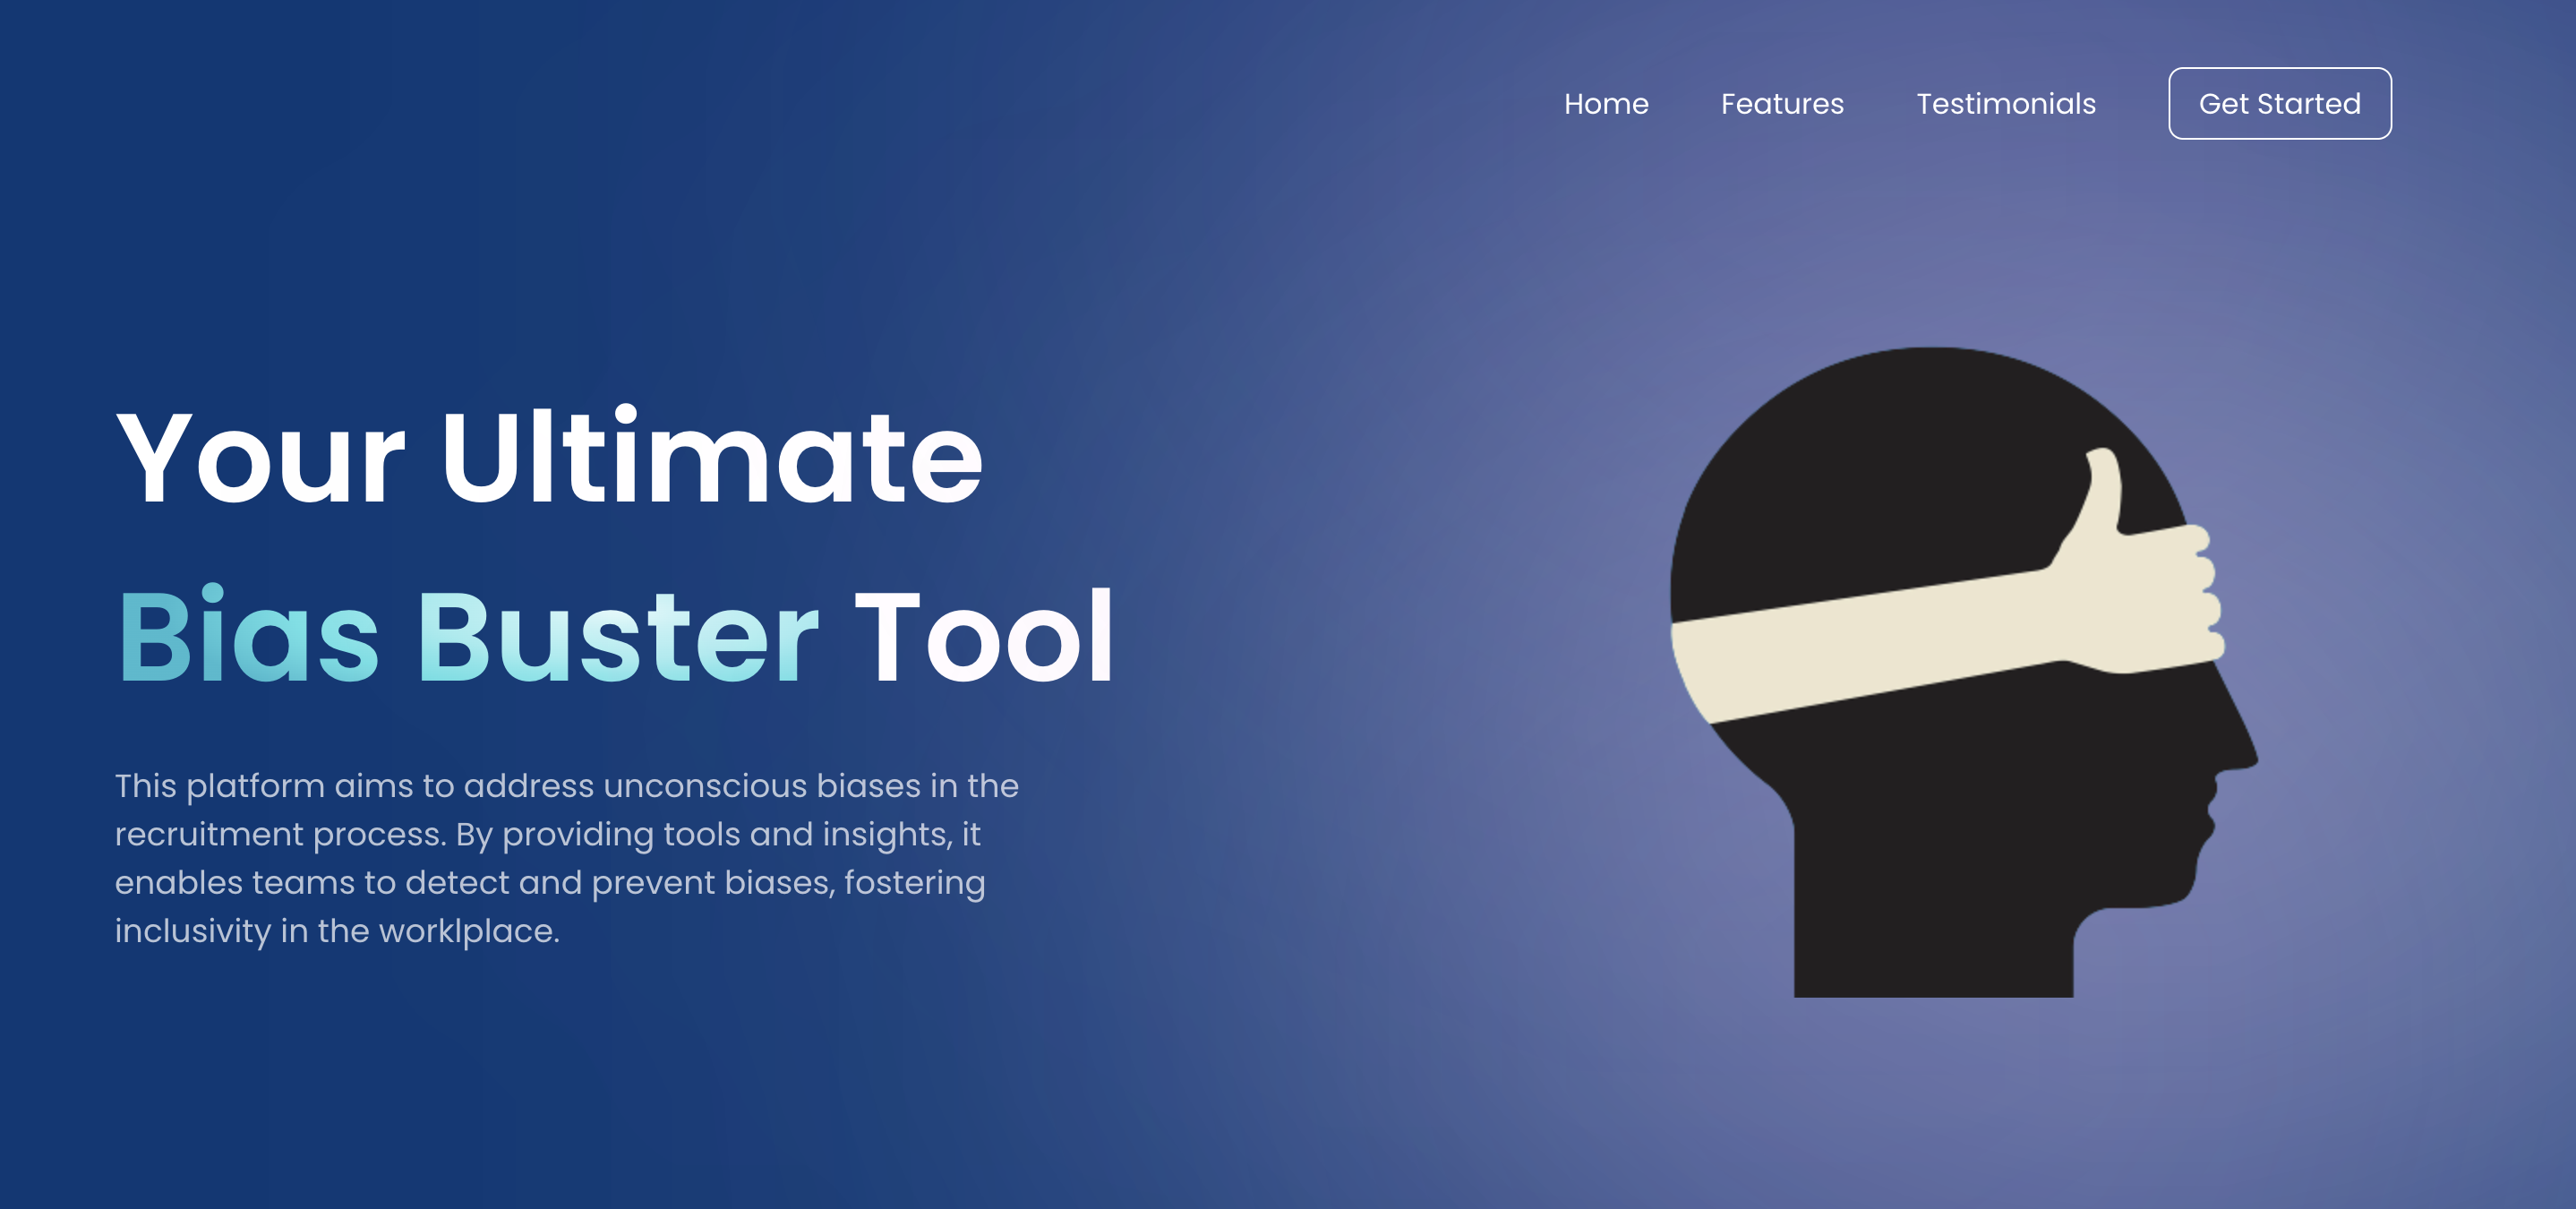 Home Features Testimonials Get Started
Your Ultimate
Bias Buster Tool
This platform aims to address unconscious biases in the
recruitment process. By providing tools and insights, it
enables teams to detect and prevent biases, fostering
inclusivity in the worklplace.